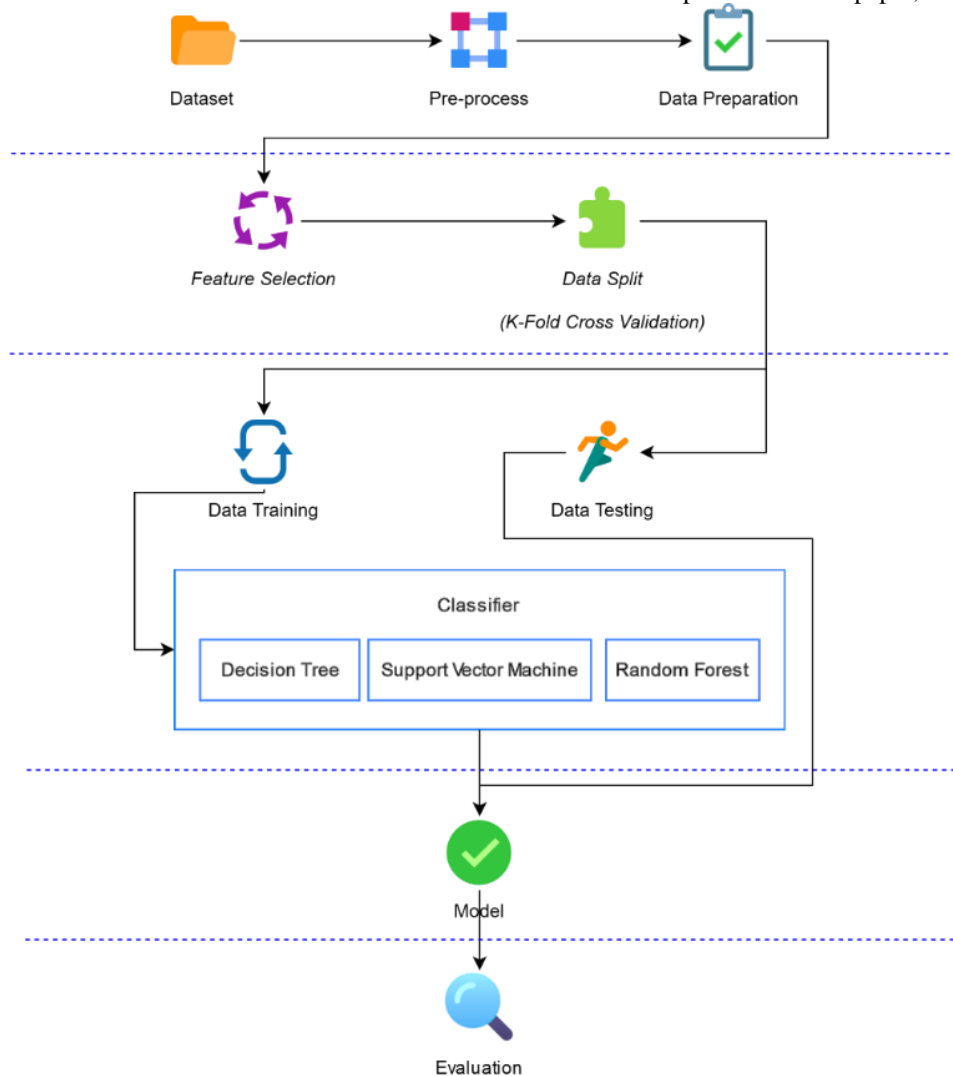 Dataset
Pre-process
Data Preparation
Feature Selection
Data Split
(K-Fold Cross Validation)
Data Training
Data Testing
Classifier
Decision Tree
Support Vector Machine
Random Forest
Model
Evaluation